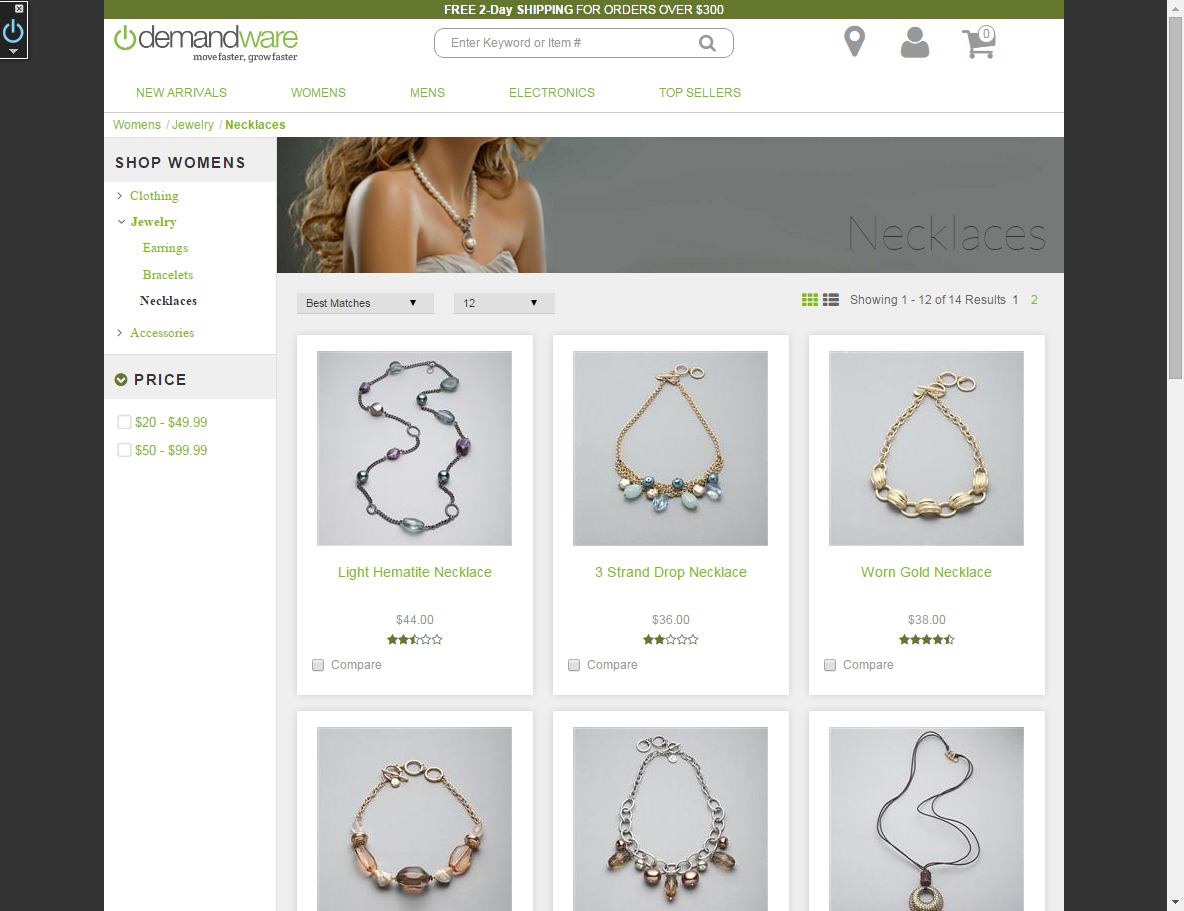 FREE 2-Day SHIPPING FOR ORDERS OVER $300
demandware
move faster, grow faster
Enter Keyword or Item #
0
NEW ARRIVALS
WOMENS
MENS
ELECTRONICS
TOP SELLERS
Womens / Jewelry / Necklaces
SHOP WOMENS
Clothing
Jewelry
Earrings
Bracelets
Necklaces
Accessories
PRICE
$20 - $49.99
$50 - $99.99
Necklaces
Best Matches
12
Showing 1 - 12 of 14 Results 1 2
Light Hematite Necklace
$44.00
Compare
3 Strand Drop Necklace
$36.00
Compare
Worn Gold Necklace
$38.00
Compare